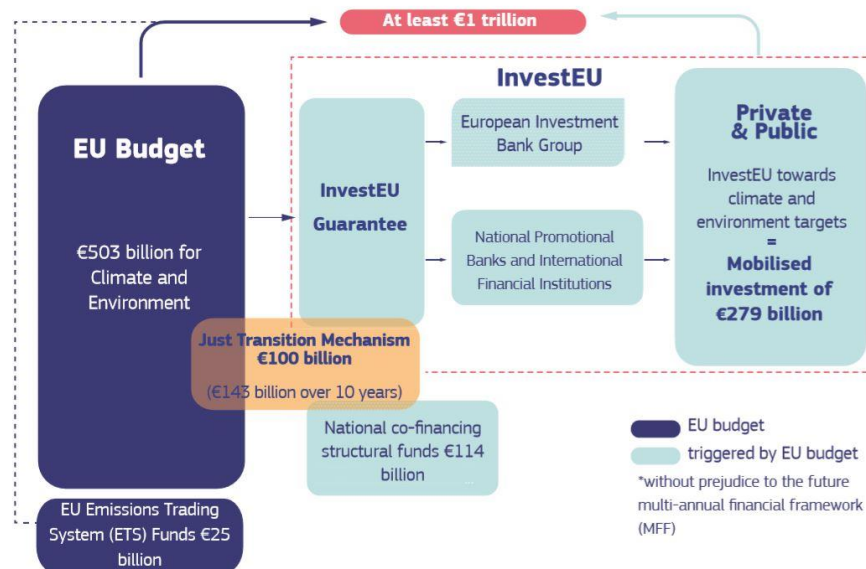 At least €1 trillion
EU Budget
€503 billion for
Climate and
Environment
InvestEU
InvestEU
Guarantee
European Investment
Bank Group
National Promotional
Banks and International
Financial Institutions
Private
& Public
InvestEU towards
climate and
environment targets
=
Mobilised
investment of
€279 billion
Just Transition Mechanism
€100 billion
(€143 billion over 10 years)
National co-financing
structural funds €114
billion
EU Emissions Trading
System (ETS) Funds €25
billion
EU budget
triggered by EU budget
*without prejudice to the future
multi-annual financial framework
(MFF)